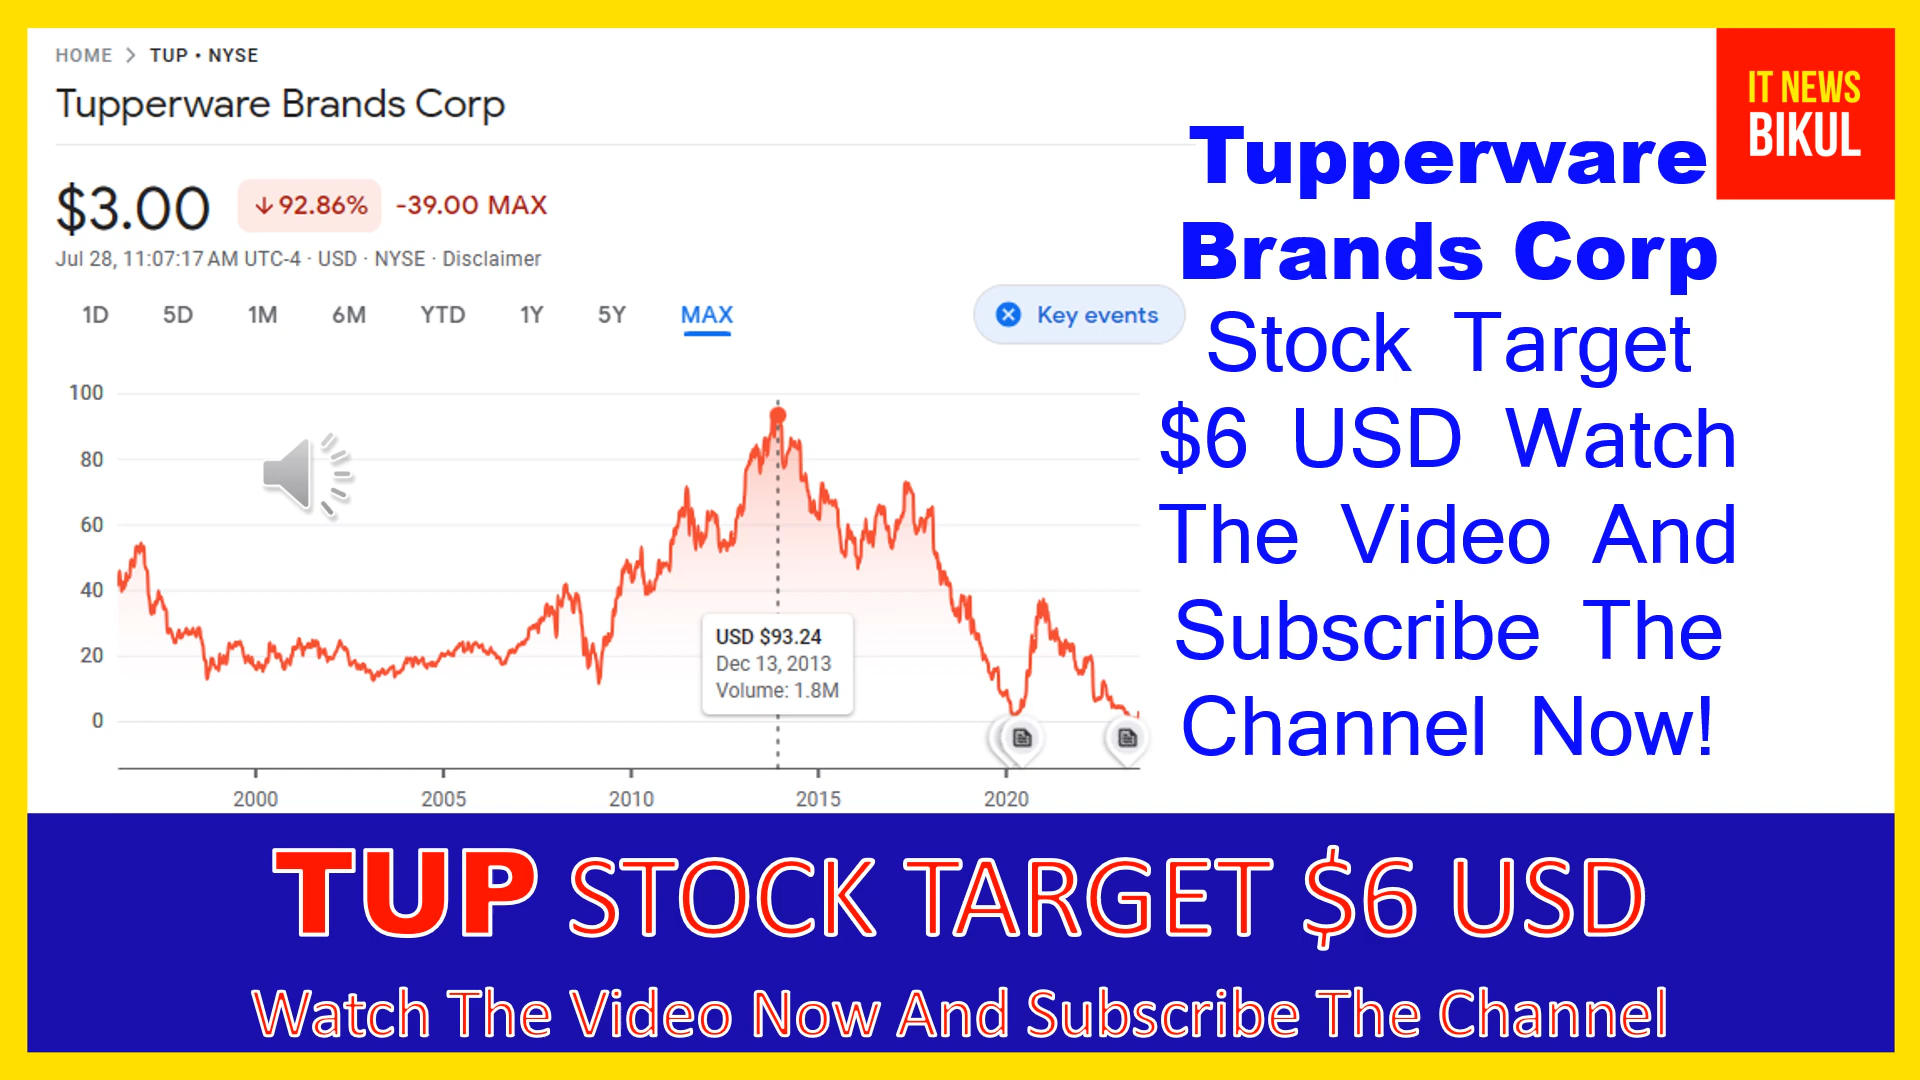 HOME > TUP • NYSE
Tupperware Brands Corp
$3.00 ↓92.86% -39.00 MAX
Jul 28, 11:07:17 AM UTC-4 · USD · NYSE · Disclaimer
1D 5D 1M 6M YTD 1Y 5Y MAX
Key events
100
80
60
40
20
0
USD $93.24
Dec 13, 2013
Volume: 1.8M
2000 2005 2010 2015 2020
IT NEWS
BIKUL
Tupperware
Brands Corp
Stock Target
$6 USD Watch
The Video And
Subscribe The
Channel Now!
TUP STOCK TARGET $6 USD
Watch The Video Now And Subscribe The Channel